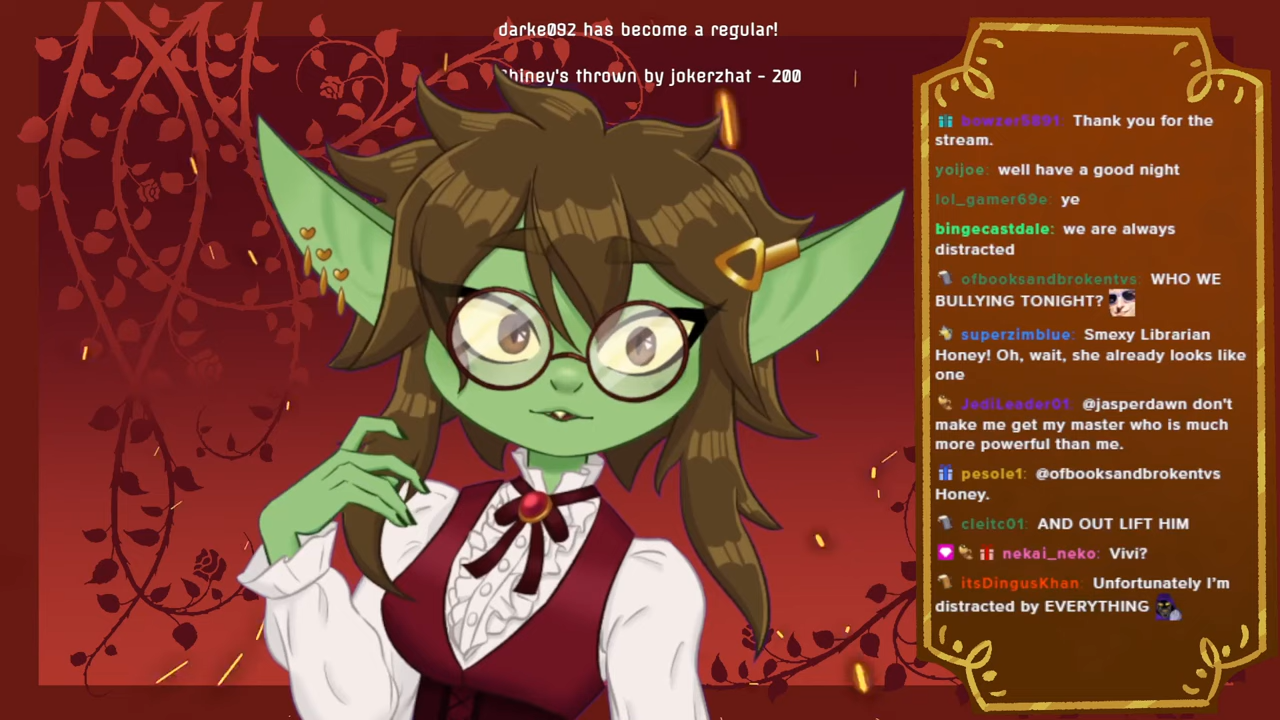 darke092 has become a regular!
hiney's thrown by jokerzhat - 200
bowzer5891: Thank you for the
stream.
yoijoe: well have a good night
lol_gamer69e: ye
bingecastdale: we are always
distracted
ofbooksandbrokentvs: WHO WE
BULLYING TONIGHT?
superzimblue: Smexy Librarian
Honey! Oh, wait, she already looks like
one
JediLeader01: @jasperdawn don't
make me get my master who is much
more powerful than me.
pesole1: @ofbooksandbrokentvs
Honey.
cleitc01: AND OUT LIFT HIM
nekai_neko: Vivi?
itsDingusKhan: Unfortunately I'm
distracted by EVERYTHING